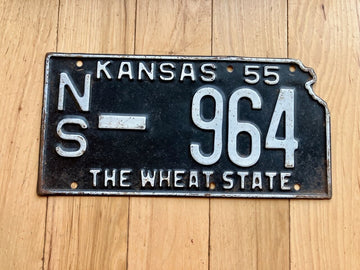 KANSAS 55
NS- 964
THE WHEAT STATE